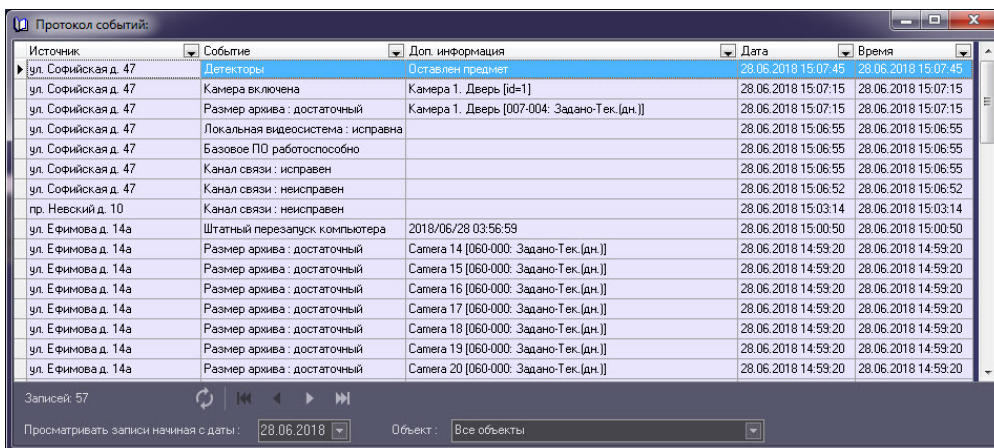 Протокол событий:
Источник Событие Доп. информация Дата Время
ул. Софийская д. 47 Детекторы Оставлен предмет 28.06.2018 15:07:45 28.06.2018 15:07:45
ул. Софийская д. 47 Камера включена Камера 1. Дверь [id=1] 28.06.2018 15:07:15 28.06.2018 15:07:15
ул. Софийская д. 47 Размер архива : достаточный Камера 1. Дверь [007-004: Задано-Тек.(дн.)] 28.06.2018 15:07:15 28.06.2018 15:07:15
ул. Софийская д. 47 Локальная видеосистема : исправна 28.06.2018 15:06:55 28.06.2018 15:06:55
ул. Софийская д. 47 Базовое ПО работоспособно 28.06.2018 15:06:55 28.06.2018 15:06:55
ул. Софийская д. 47 Канал связи : исправен 28.06.2018 15:06:55 28.06.2018 15:06:55
ул. Софийская д. 47 Канал связи : неисправен 28.06.2018 15:06:52 28.06.2018 15:06:52
пр. Невский д. 10 Канал связи : неисправен 28.06.2018 15:03:14 28.06.2018 15:03:14
ул. Ефимова д. 14а Штатный перезапуск компьютера 2018/06/28 03:56:59 28.06.2018 15:00:50 28.06.2018 15:00:50
ул. Ефимова д. 14а Размер архива : достаточный Camera 14 [060-000: Задано-Тек.(дн.)] 28.06.2018 14:59:20 28.06.2018 14:59:20
ул. Ефимова д. 14а Размер архива : достаточный Camera 15 [060-000: Задано-Тек.(дн.)] 28.06.2018 14:59:20 28.06.2018 14:59:20
ул. Ефимова д. 14а Размер архива : достаточный Camera 16 [060-000: Задано-Тек.(дн.)] 28.06.2018 14:59:20 28.06.2018 14:59:20
ул. Ефимова д. 14а Размер архива : достаточный Camera 17 [060-000: Задано-Тек.(дн.)] 28.06.2018 14:59:20 28.06.2018 14:59:20
ул. Ефимова д. 14а Размер архива : достаточный Camera 18 [060-000: Задано-Тек.(дн.)] 28.06.2018 14:59:20 28.06.2018 14:59:20
ул. Ефимова д. 14а Размер архива : достаточный Camera 19 [060-000: Задано-Тек.(дн.)] 28.06.2018 14:59:20 28.06.2018 14:59:20
ул. Ефимова д. 14а Размер архива : достаточный Camera 20 [060-000: Задано-Тек.(дн.)] 28.06.2018 14:59:20 28.06.2018 14:59:20
Записей: 57
Просматривать записи начиная с даты : 28.06.2018 Объект : Все объекты